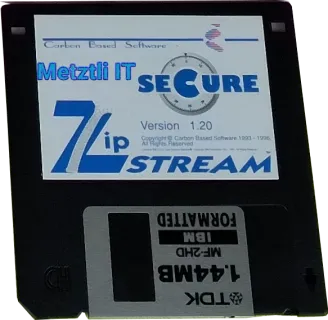 Carbon Based Software
Metztli IT
SECURE
Version 1.20
Copyright © Carbon Based Software 1993 - 1996
All Rights Reserved
7Zip
STREAM™
FORMATTED
IBM
MF-2HD
1.44MB
TDK